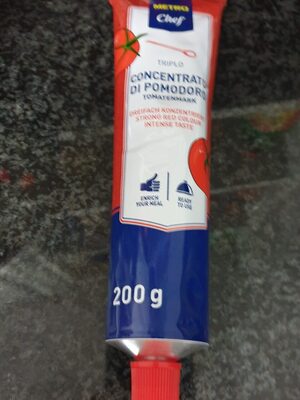 METRO
Chef
TRIPLO
CONCENTRATO
DI POMODORO
TOMATENMARK
DREIFACH KONZENTRIERT
STRONG RED COLOUR
INTENSE TASTE
ENRICH
YOUR MEAL
READY
TO USE
200 g